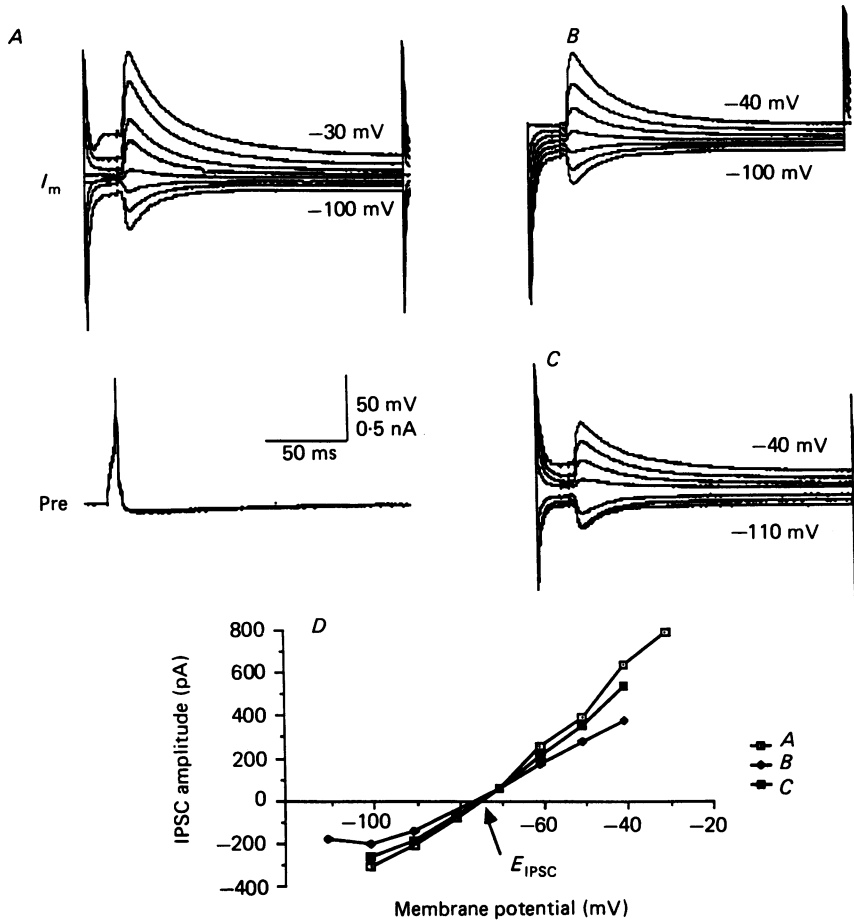 A
B
−30 mV
−40 mV
Im
−100 mV
−100 mV
C
50 mV
0·5 nA
50 ms
−40 mV
Pre
−110 mV
D
IPSC amplitude (pA)
800
600
400
200
0
−200
−400
−100
−60
−40
−20
EIPSC
A
B
C
Membrane potential (mV)